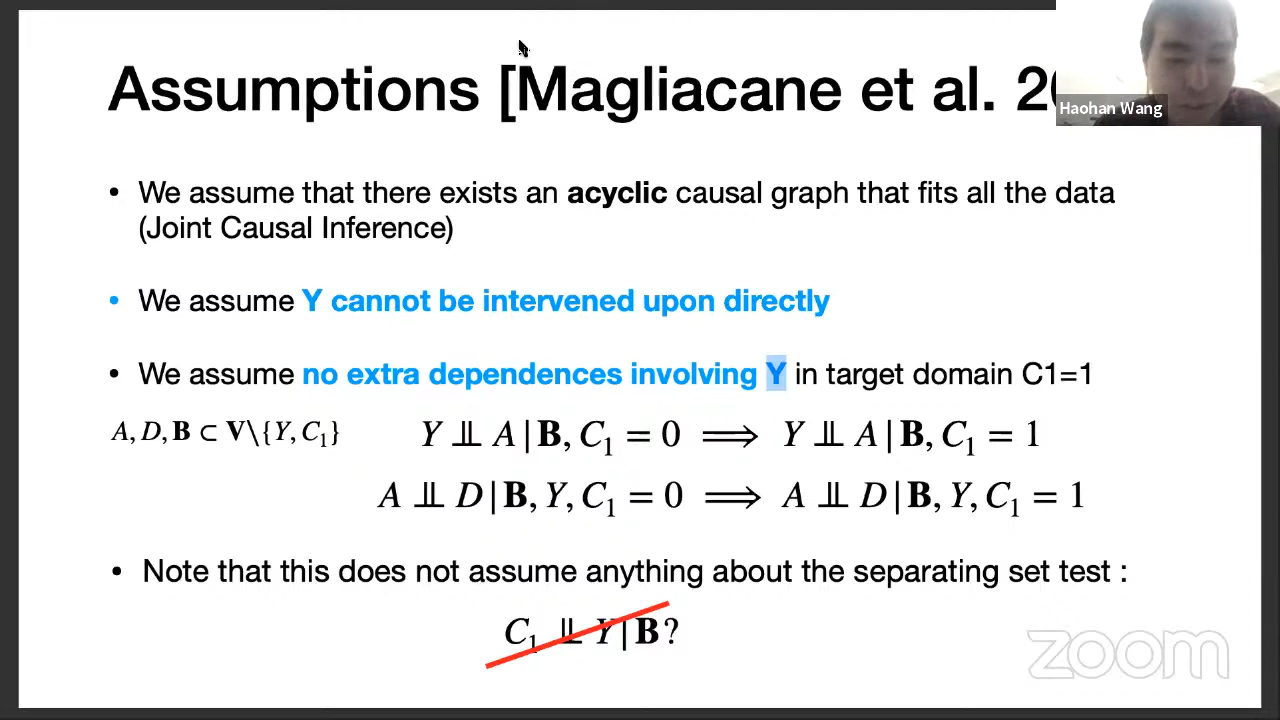 Assumptions [Magliacane et al. 20
Haohan Wang
• We assume that there exists an acyclic causal graph that fits all the data
(Joint Causal Inference)
• We assume Y cannot be intervened upon directly
• We assume no extra dependences involving Y in target domain C1=1
A, D, B ⊂ V\{Y, C₁} Y ⫫ A | B, C₁ = 0 ⟹ Y ⫫ A | B, C₁ = 1
A ⫫ D | B, Y, C₁ = 0 ⟹ A ⫫ D | B, Y, C₁ = 1
• Note that this does not assume anything about the separating set test :
C₁ ⫫ Y | B?
zoom